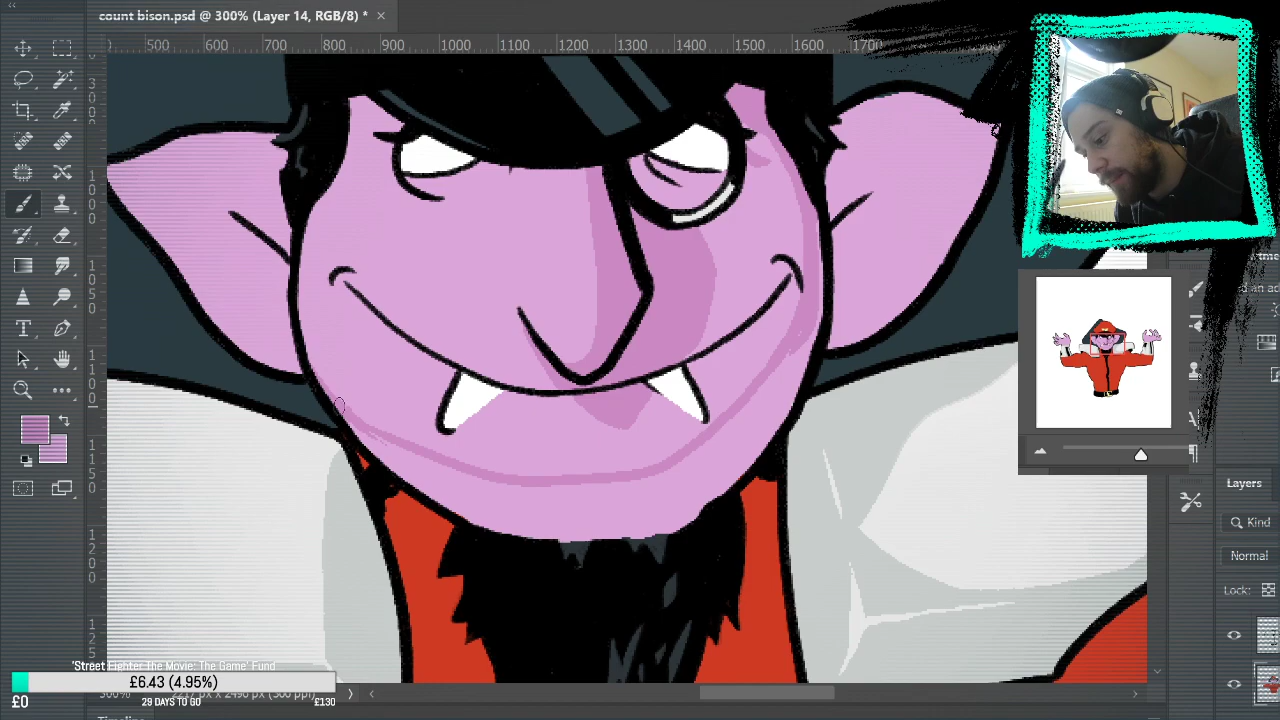 count bison.psd @ 300% (Layer 14, RGB/8) * ×
500 600 700 800 900 1000 1100 1200 1300 1400 1500 1600 1700
Layers
Kind
Normal
Lock:
'Street Fighter The Movie: The Game' Fund
£6.43 (4.95%)
£0
29 DAYS TO GO
£130